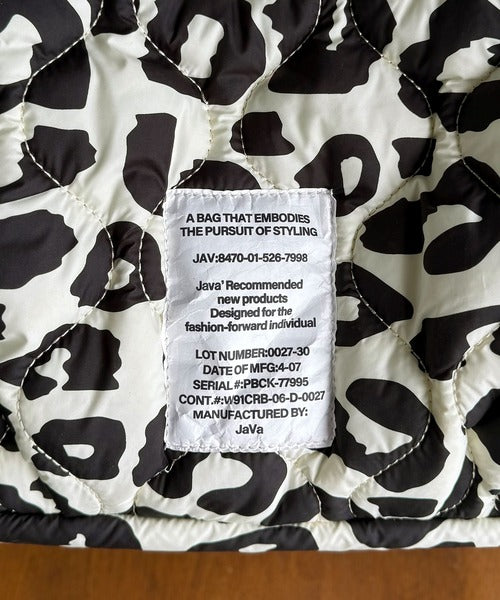 A BAG THAT EMBODIES
THE PURSUIT OF STYLING
JAV:8470-01-526-7998
Java' Recommended
new products
Designed for the
fashion-forward individual
LOT NUMBER:0027-30
DATE OF MFG:4-07
SERIAL#:PBCK-77995
CONT.#:W91CRB-06-D-0027
MANUFACTURED BY:
JaVa